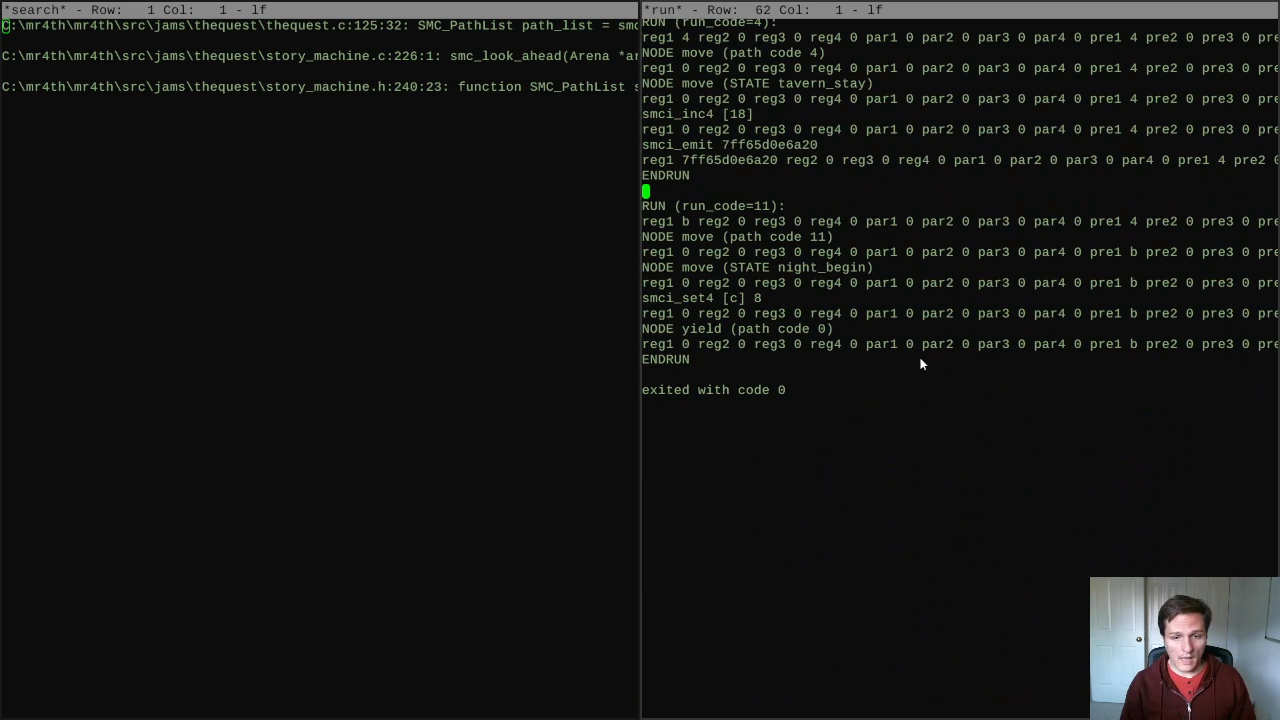 *search* - Row:   1 Col:   1 - lf
C:\mr4th\mr4th\src\jams\thequest\thequest.c:125:32: SMC_PathList path_list = smc
C:\mr4th\mr4th\src\jams\thequest\story_machine.c:226:1: smc_look_ahead(Arena *ar
C:\mr4th\mr4th\src\jams\thequest\story_machine.h:240:23: function SMC_PathList s
*run* - Row:  62 Col:   1 - lf
RUN (run_code=4):
reg1 4 reg2 0 reg3 0 reg4 0 par1 0 par2 0 par3 0 par4 0 pre1 4 pre2 0 pre3 0 pre
NODE move (path code 4)
reg1 0 reg2 0 reg3 0 reg4 0 par1 0 par2 0 par3 0 par4 0 pre1 4 pre2 0 pre3 0 pre
NODE move (STATE tavern_stay)
reg1 0 reg2 0 reg3 0 reg4 0 par1 0 par2 0 par3 0 par4 0 pre1 4 pre2 0 pre3 0 pre
smci_inc4 [18]
reg1 0 reg2 0 reg3 0 reg4 0 par1 0 par2 0 par3 0 par4 0 pre1 4 pre2 0 pre3 0 pre
smci_emit 7ff65d0e6a20
reg1 7ff65d0e6a20 reg2 0 reg3 0 reg4 0 par1 0 par2 0 par3 0 par4 0 pre1 4 pre2 0
ENDRUN
RUN (run_code=11):
reg1 b reg2 0 reg3 0 reg4 0 par1 0 par2 0 par3 0 par4 0 pre1 4 pre2 0 pre3 0 pre
NODE move (path code 11)
reg1 0 reg2 0 reg3 0 reg4 0 par1 0 par2 0 par3 0 par4 0 pre1 b pre2 0 pre3 0 pre
NODE move (STATE night_begin)
reg1 0 reg2 0 reg3 0 reg4 0 par1 0 par2 0 par3 0 par4 0 pre1 b pre2 0 pre3 0 pre
smci_set4 [c] 8
reg1 0 reg2 0 reg3 0 reg4 0 par1 0 par2 0 par3 0 par4 0 pre1 b pre2 0 pre3 0 pre
NODE yield (path code 0)
reg1 0 reg2 0 reg3 0 reg4 0 par1 0 par2 0 par3 0 par4 0 pre1 b pre2 0 pre3 0 pre
ENDRUN
exited with code 0